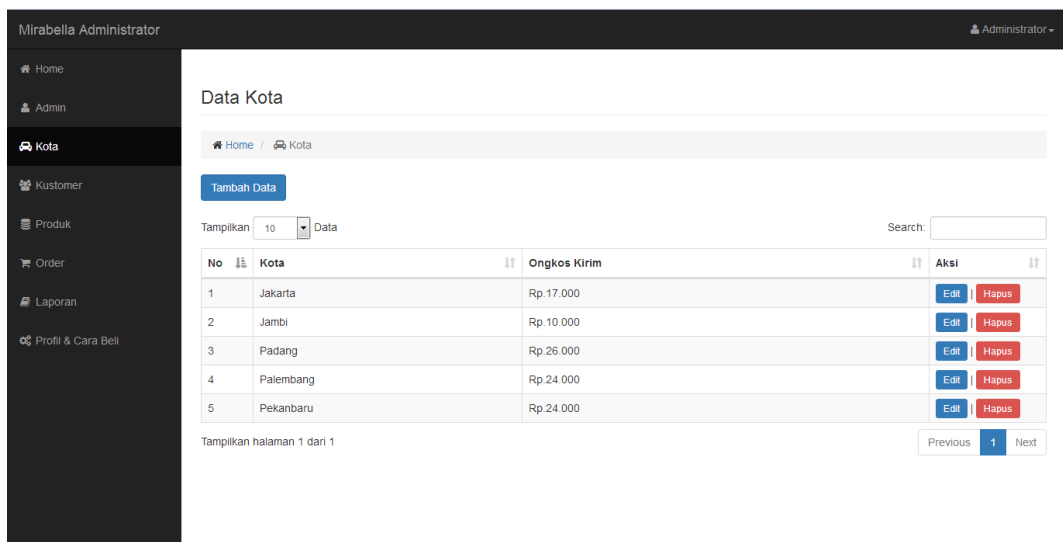 Mirabella Administrator
Administrator
Home
Admin
Kota
Kustomer
Produk
Order
Laporan
Profil & Cara Beli
Data Kota
Home / Kota
Tambah Data
Tampilkan 10 Data
Search:
No Kota Ongkos Kirim Aksi
1 Jakarta Rp.17.000 Edit | Hapus
2 Jambi Rp.10.000 Edit | Hapus
3 Padang Rp.26.000 Edit | Hapus
4 Palembang Rp.24.000 Edit | Hapus
5 Pekanbaru Rp.24.000 Edit | Hapus
Tampilkan halaman 1 dari 1
Previous 1 Next